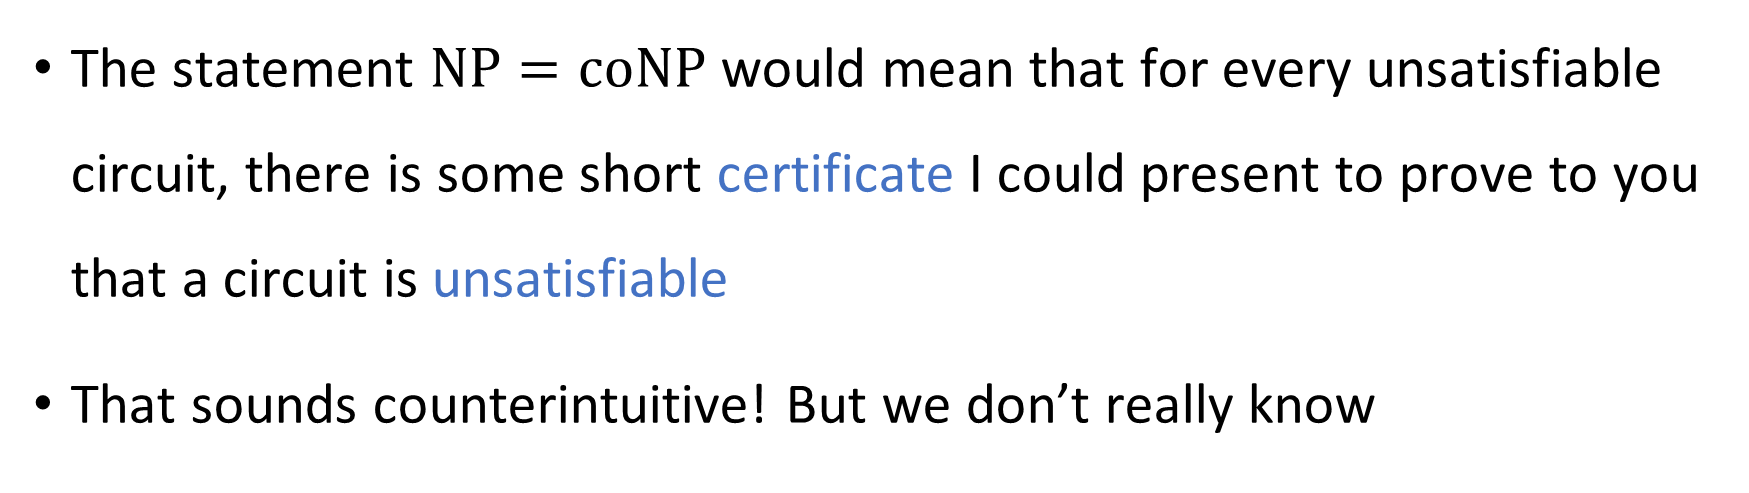 • The statement NP = coNP would mean that for every unsatisfiable
circuit, there is some short certificate I could present to prove to you
that a circuit is unsatisfiable
• That sounds counterintuitive! But we don’t really know